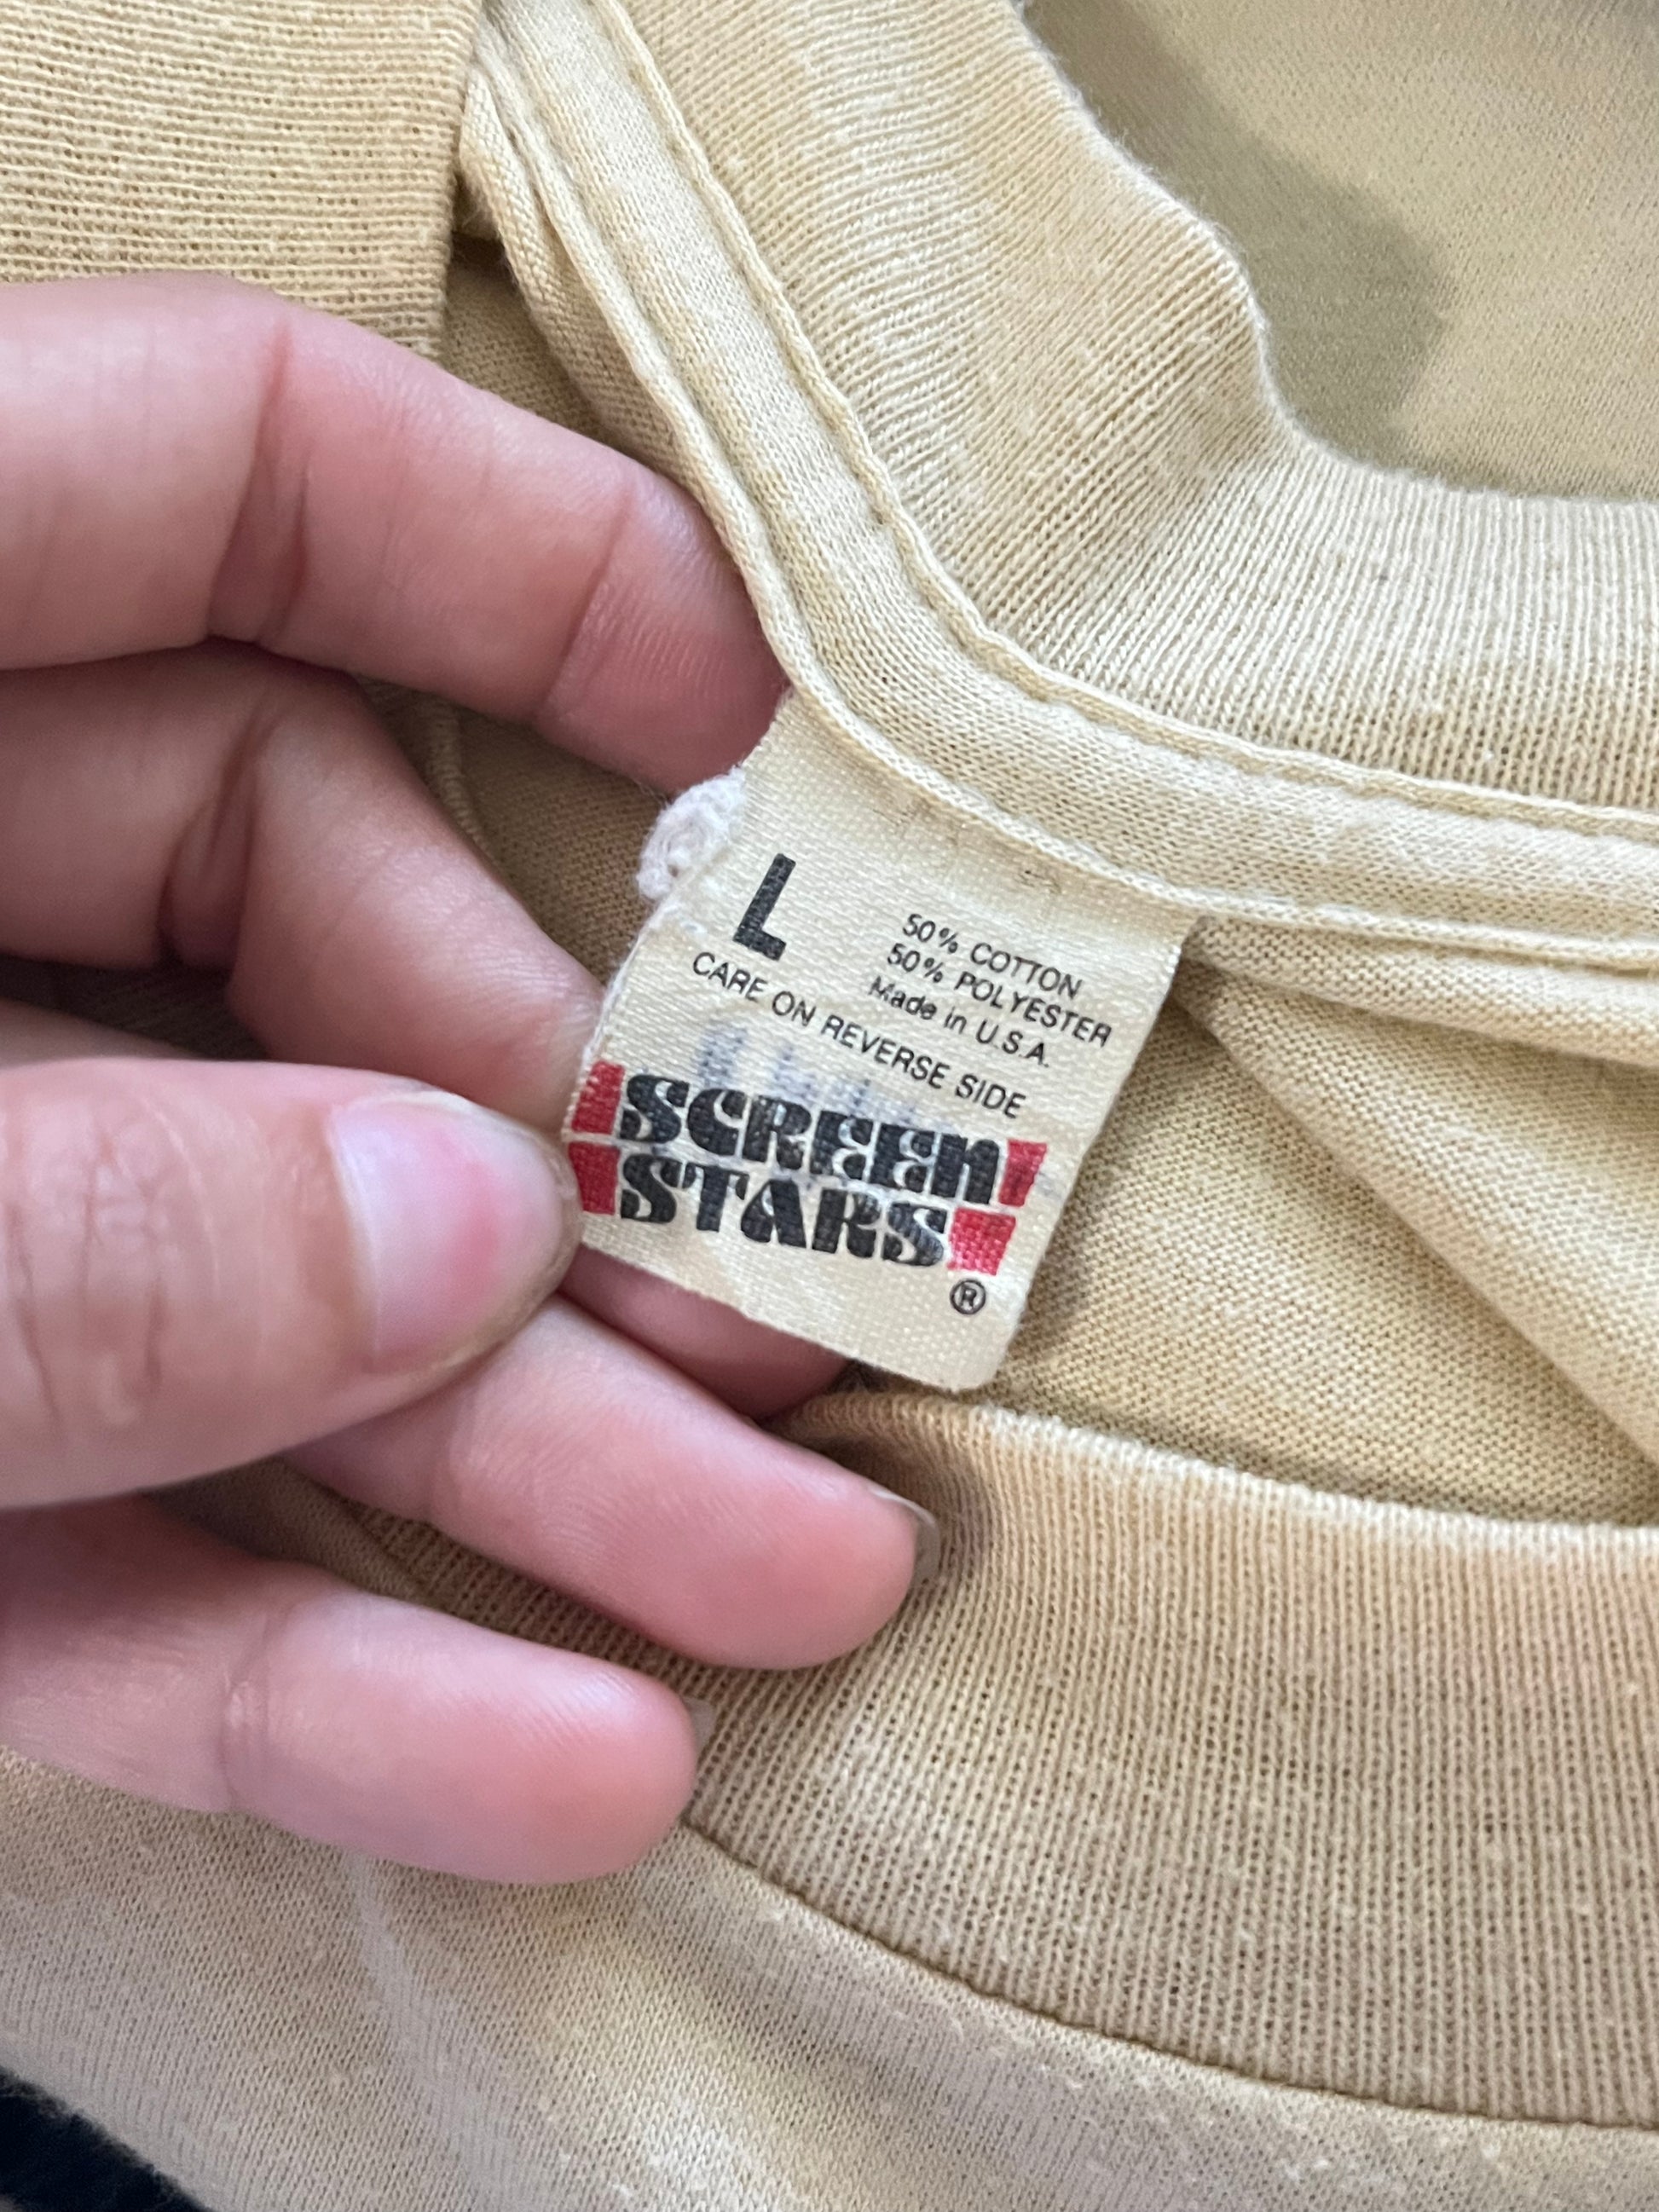 L
50% COTTON
50% POLYESTER
Made in U.S.A.
CARE ON REVERSE SIDE
SCREEN
STARS
®